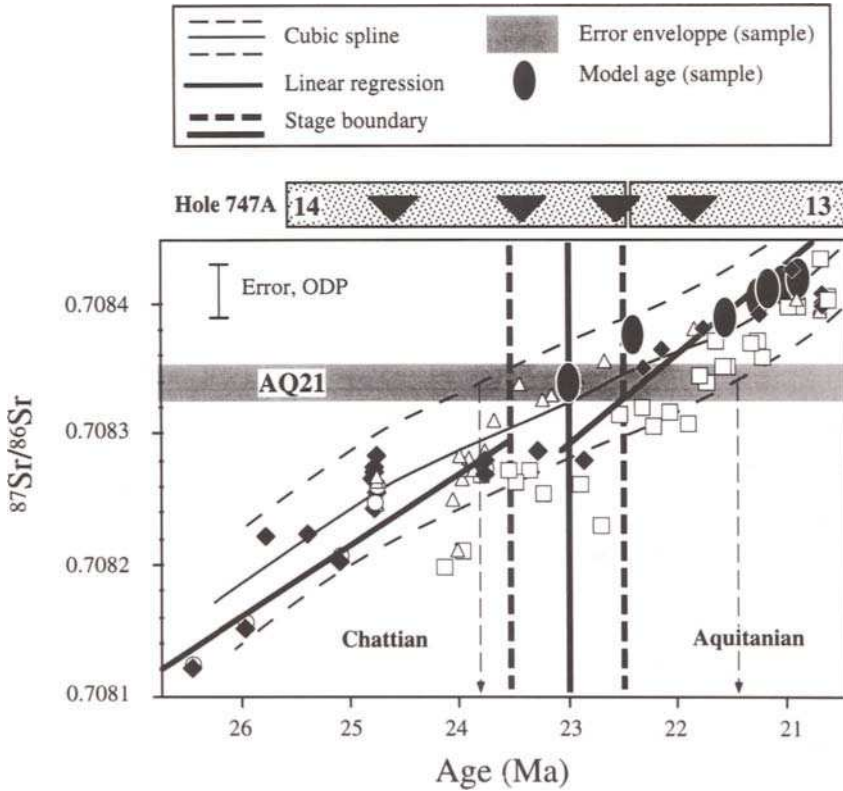 Cubic spline
Error enveloppe (sample)
Linear regression
Model age (sample)
Stage boundary
Hole 747A
14
13
Error, ODP
0.7084
AQ21
0.7083
87Sr/86Sr
0.7082
Chattian
Aquitanian
0.7081
26 25 24 23 22 21
Age (Ma)